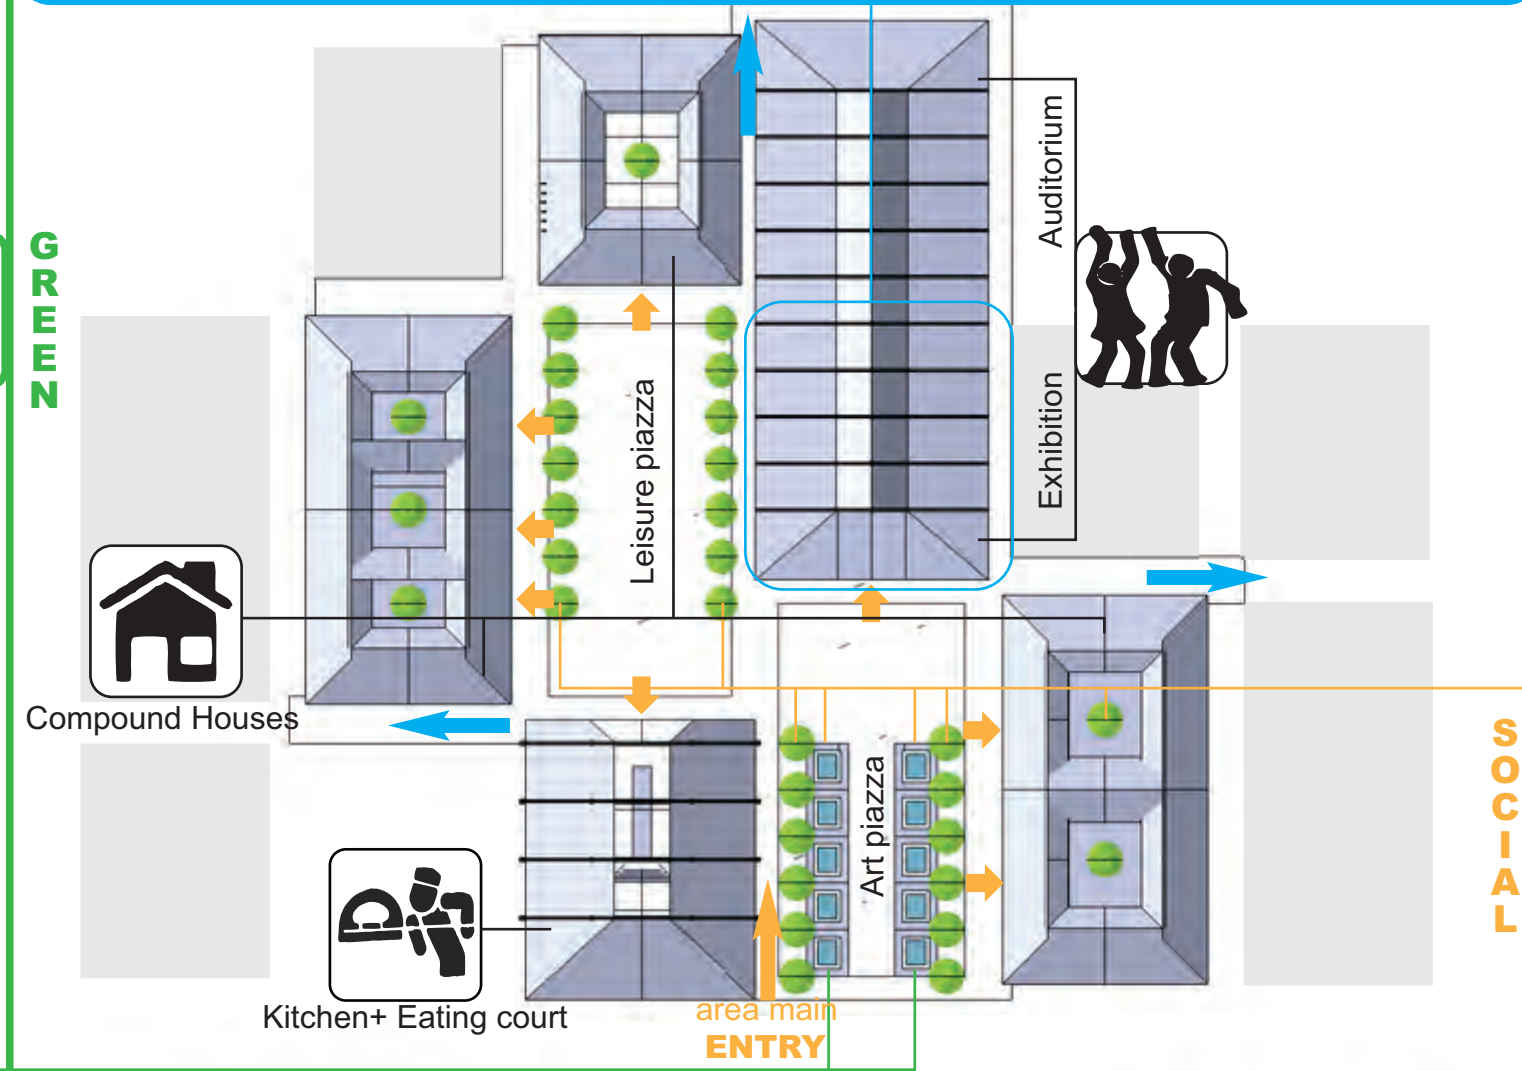 GREEN
Auditorium
Exhibition
Leisure piazza
Compound Houses
Art piazza
SOCIAL
Kitchen+ Eating court
area main
ENTRY